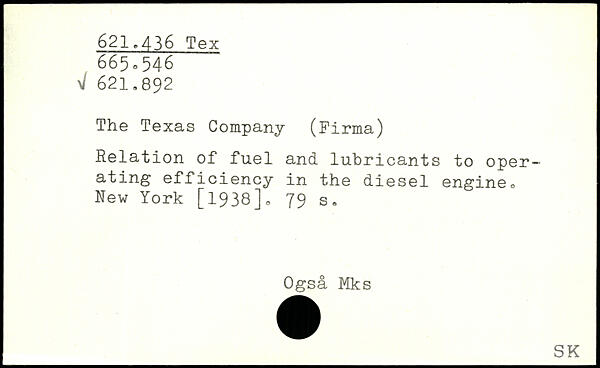 621.436 Tex
665.546
√ 621.892
The Texas Company (Firma)
Relation of fuel and lubricants to oper-
ating efficiency in the diesel engine.
New York [1938]. 79 s.
Også Mks
SK